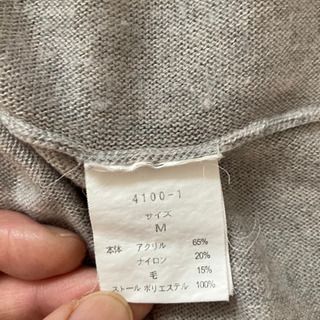 4100-1
サイズ
M
本体 アクリル 65%
ナイロン 20%
毛 15%
ストール ポリエステル 100%